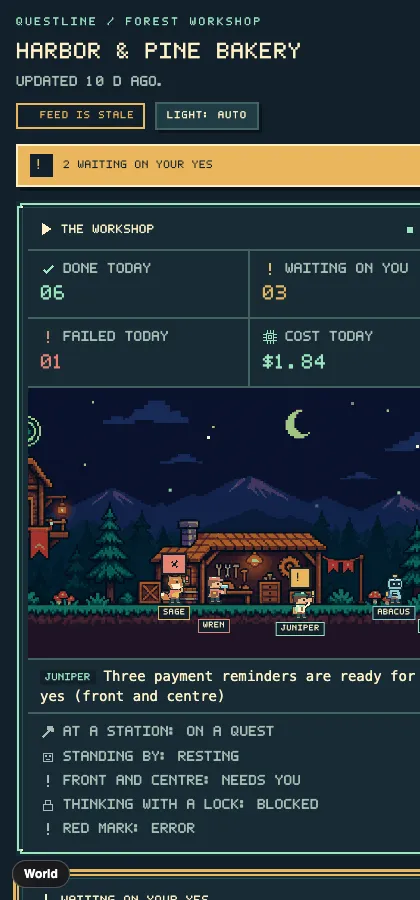 QUESTLINE / FOREST WORKSHOP
HARBOR & PINE BAKERY
UPDATED 10 D AGO.
FEED IS STALE
LIGHT: AUTO
! 2 WAITING ON YOUR YES
THE WORKSHOP
DONE TODAY
06
! WAITING ON YOU
03
! FAILED TODAY
01
COST TODAY
$1.84
SAGE
WREN
!
JUNIPER
ABACUS
JUNIPER Three payment reminders are ready for
yes (front and centre)
AT A STATION: ON A QUEST
STANDING BY: RESTING
! FRONT AND CENTRE: NEEDS YOU
THINKING WITH A LOCK: BLOCKED
! RED MARK: ERROR
World
! WAITING ON YOUR YES